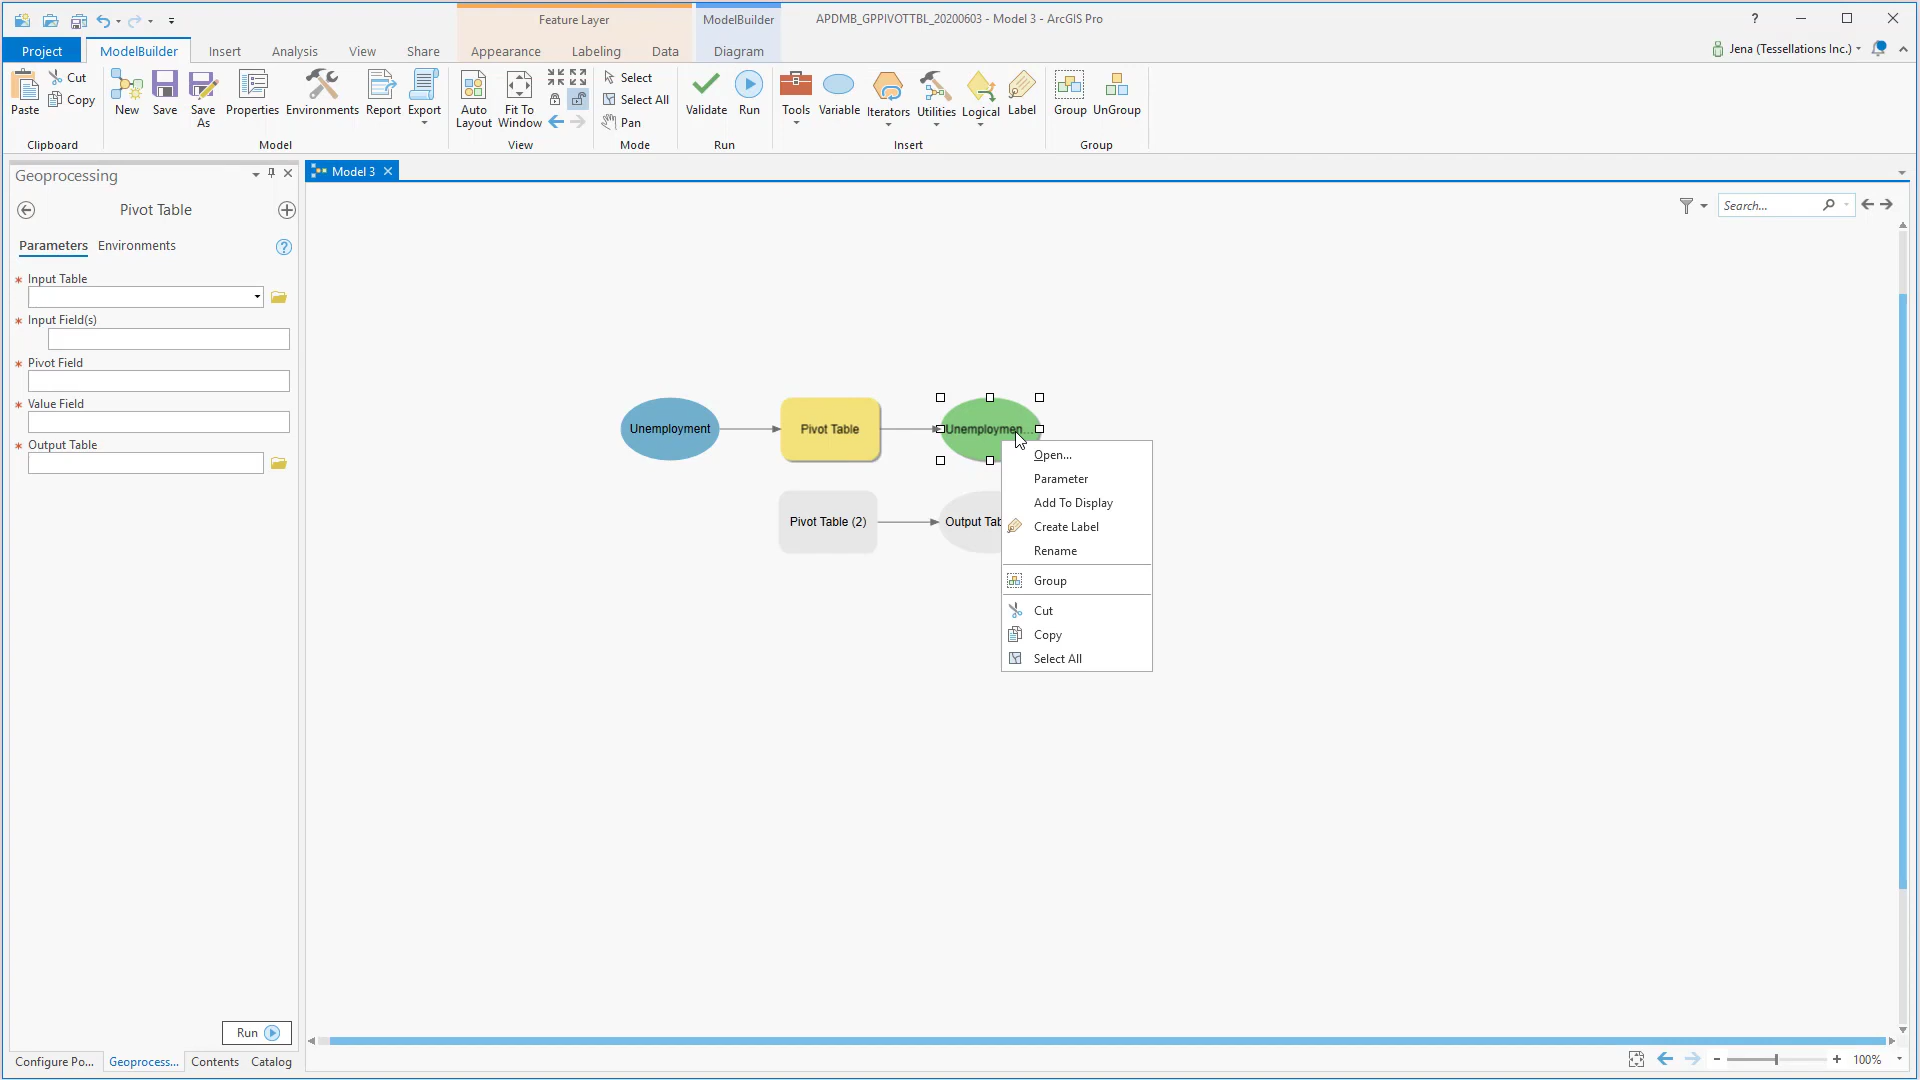 Feature Layer
ModelBuilder
APDMB_GPPIVOTTBL_20200603 - Model 3 - ArcGIS Pro
?
Project
ModelBuilder
Insert
Analysis
View
Share
Appearance
Labeling
Data
Diagram
Jena (Tessellations Inc.)
Paste
Cut
Copy
Clipboard
New
Save
Save As
Properties
Environments
Report
Export
Model
Auto Layout
Fit To Window
View
Select
Select All
Pan
Mode
Validate
Run
Run
Tools
Variable
Iterators
Utilities
Logical
Label
Insert
Group
UnGroup
Group
Geoprocessing
Pivot Table
Parameters
Environments
?
* Input Table
* Input Field(s)
* Pivot Field
* Value Field
* Output Table
Run
Configure Po...
Geoprocess...
Contents
Catalog
Model 3
Search...
Unemployment
Pivot Table
Unemploymen...
Pivot Table (2)
Output Tab
Open...
Parameter
Add To Display
Create Label
Rename
Group
Cut
Copy
Select All
100%